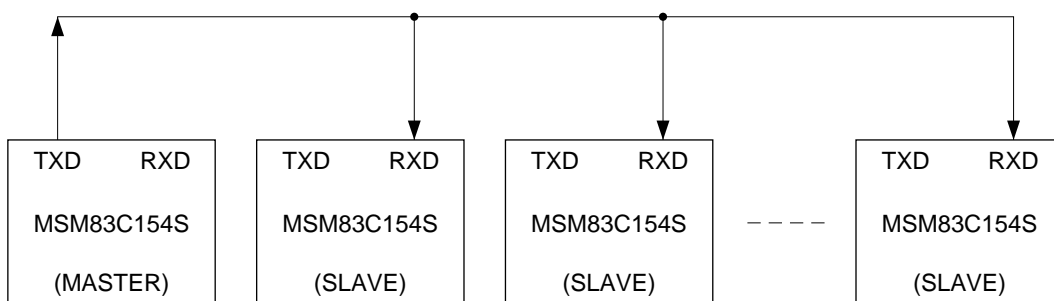 TXD RXD TXD RXD TXD RXD TXD RXD
MSM83C154S MSM83C154S MSM83C154S MSM83C154S
(MASTER) (SLAVE) (SLAVE) (SLAVE)